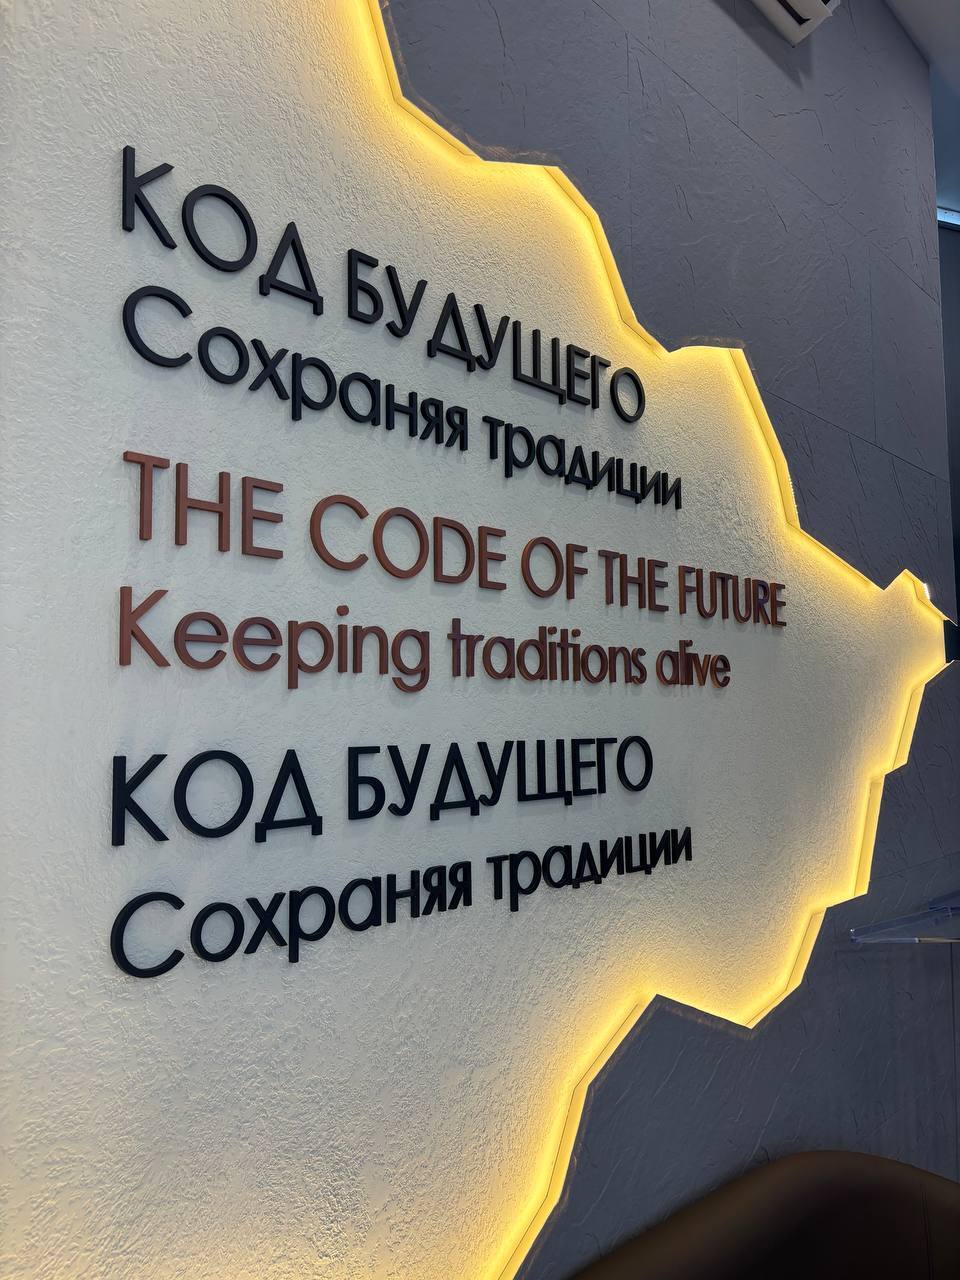 КОД БУДУЩЕГО
Сохраняя традиции
THE CODE OF THE FUTURE
Keeping traditions alive
КОД БУДУЩЕГО
Сохраняя традиции